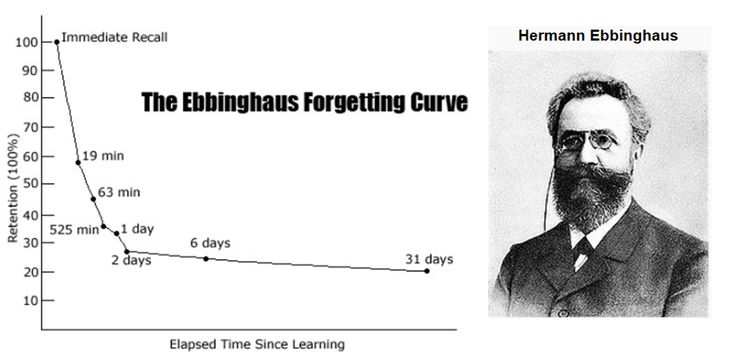 Hermann Ebbinghaus
The Ebbinghaus Forgetting Curve
Retention (100%)
100
90
80
70
60
50
40
30
20
10
Immediate Recall
19 min
63 min
525 min
1 day
2 days
6 days
31 days
Elapsed Time Since Learning